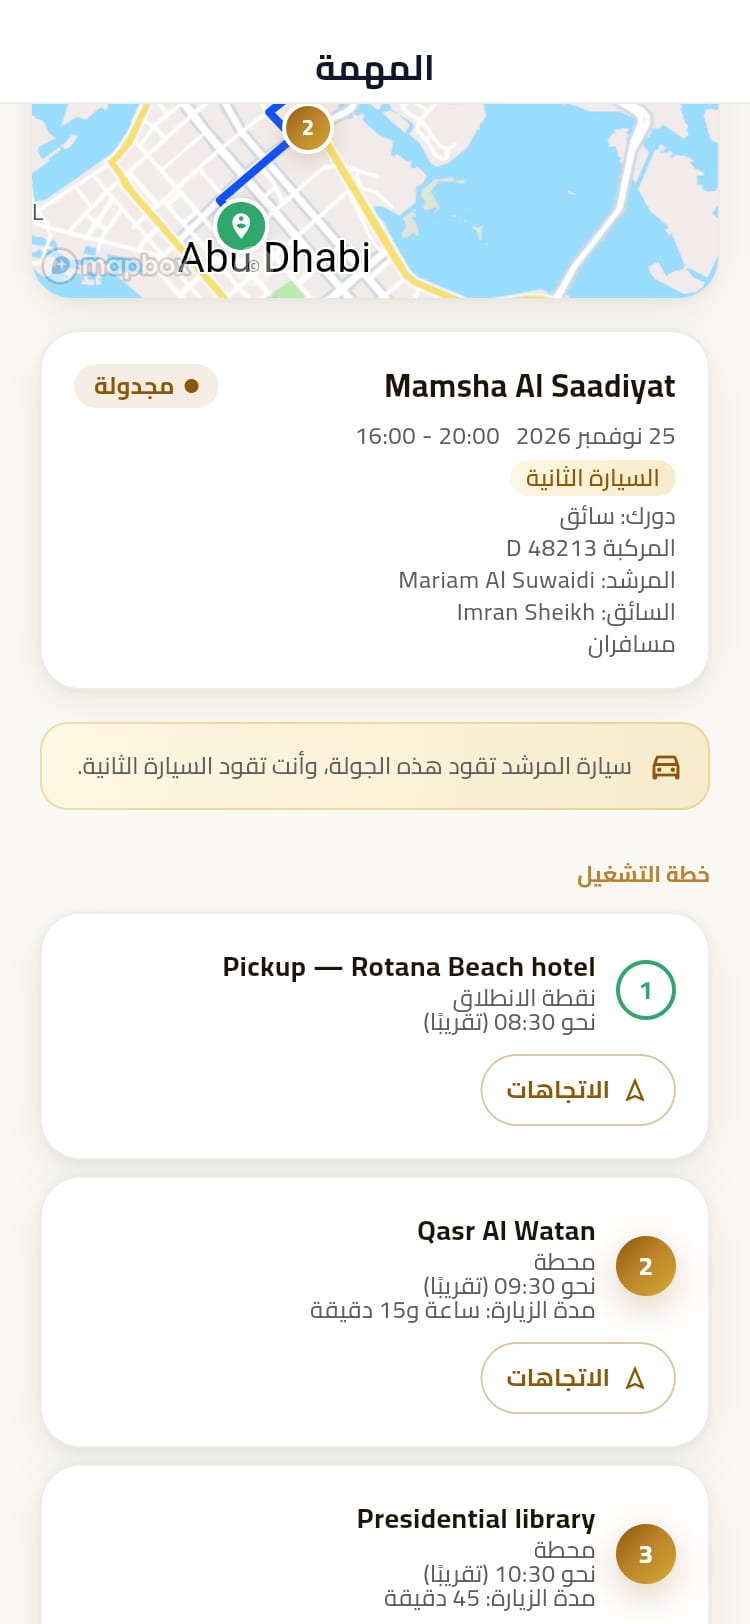 المهمة
2
L
Abu Dhabi
mapbox
©
Mamsha Al Saadiyat
مجدولة
25 نوفمبر 2026 16:00 - 20:00
السيارة الثانية
دورك: سائق
المركبة D 48213
المرشد: Mariam Al Suwaidi
السائق: Imran Sheikh
مسافران
سيارة المرشد تقود هذه الجولة، وأنت تقود السيارة الثانية.
خطة التشغيل
1
Pickup — Rotana Beach hotel
نقطة الانطلاق
نحو 08:30 (تقريبًا)
الاتجاهات
2
Qasr Al Watan
محطة
نحو 09:30 (تقريبًا)
مدة الزيارة: ساعة و15 دقيقة
الاتجاهات
3
Presidential library
محطة
نحو 10:30 (تقريبًا)
مدة الزيارة: 45 دقيقة